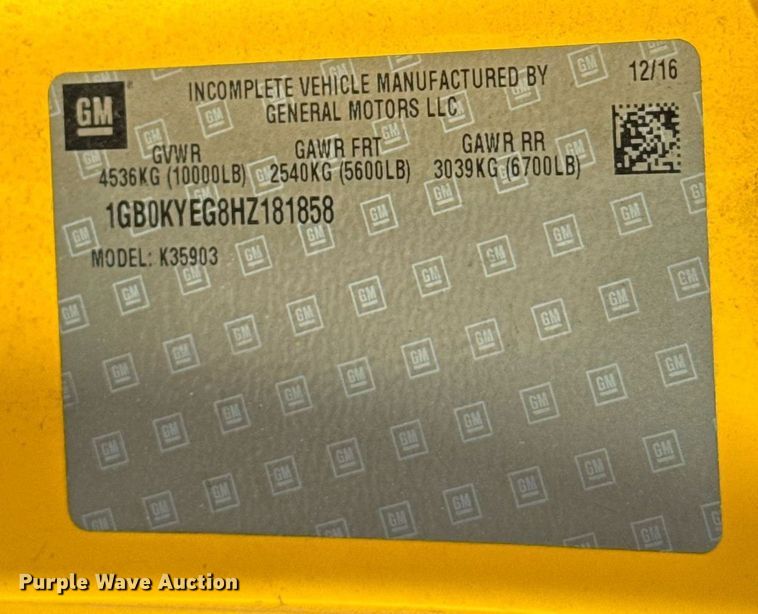 GM
INCOMPLETE VEHICLE MANUFACTURED BY
GENERAL MOTORS LLC
12/16
GVWR GAWR FRT GAWR RR
4536KG (10000LB) 2540KG (5600LB) 3039KG (6700LB)
1GB0KYEG8HZ181858
MODEL: K35903
Purple Wave Auction